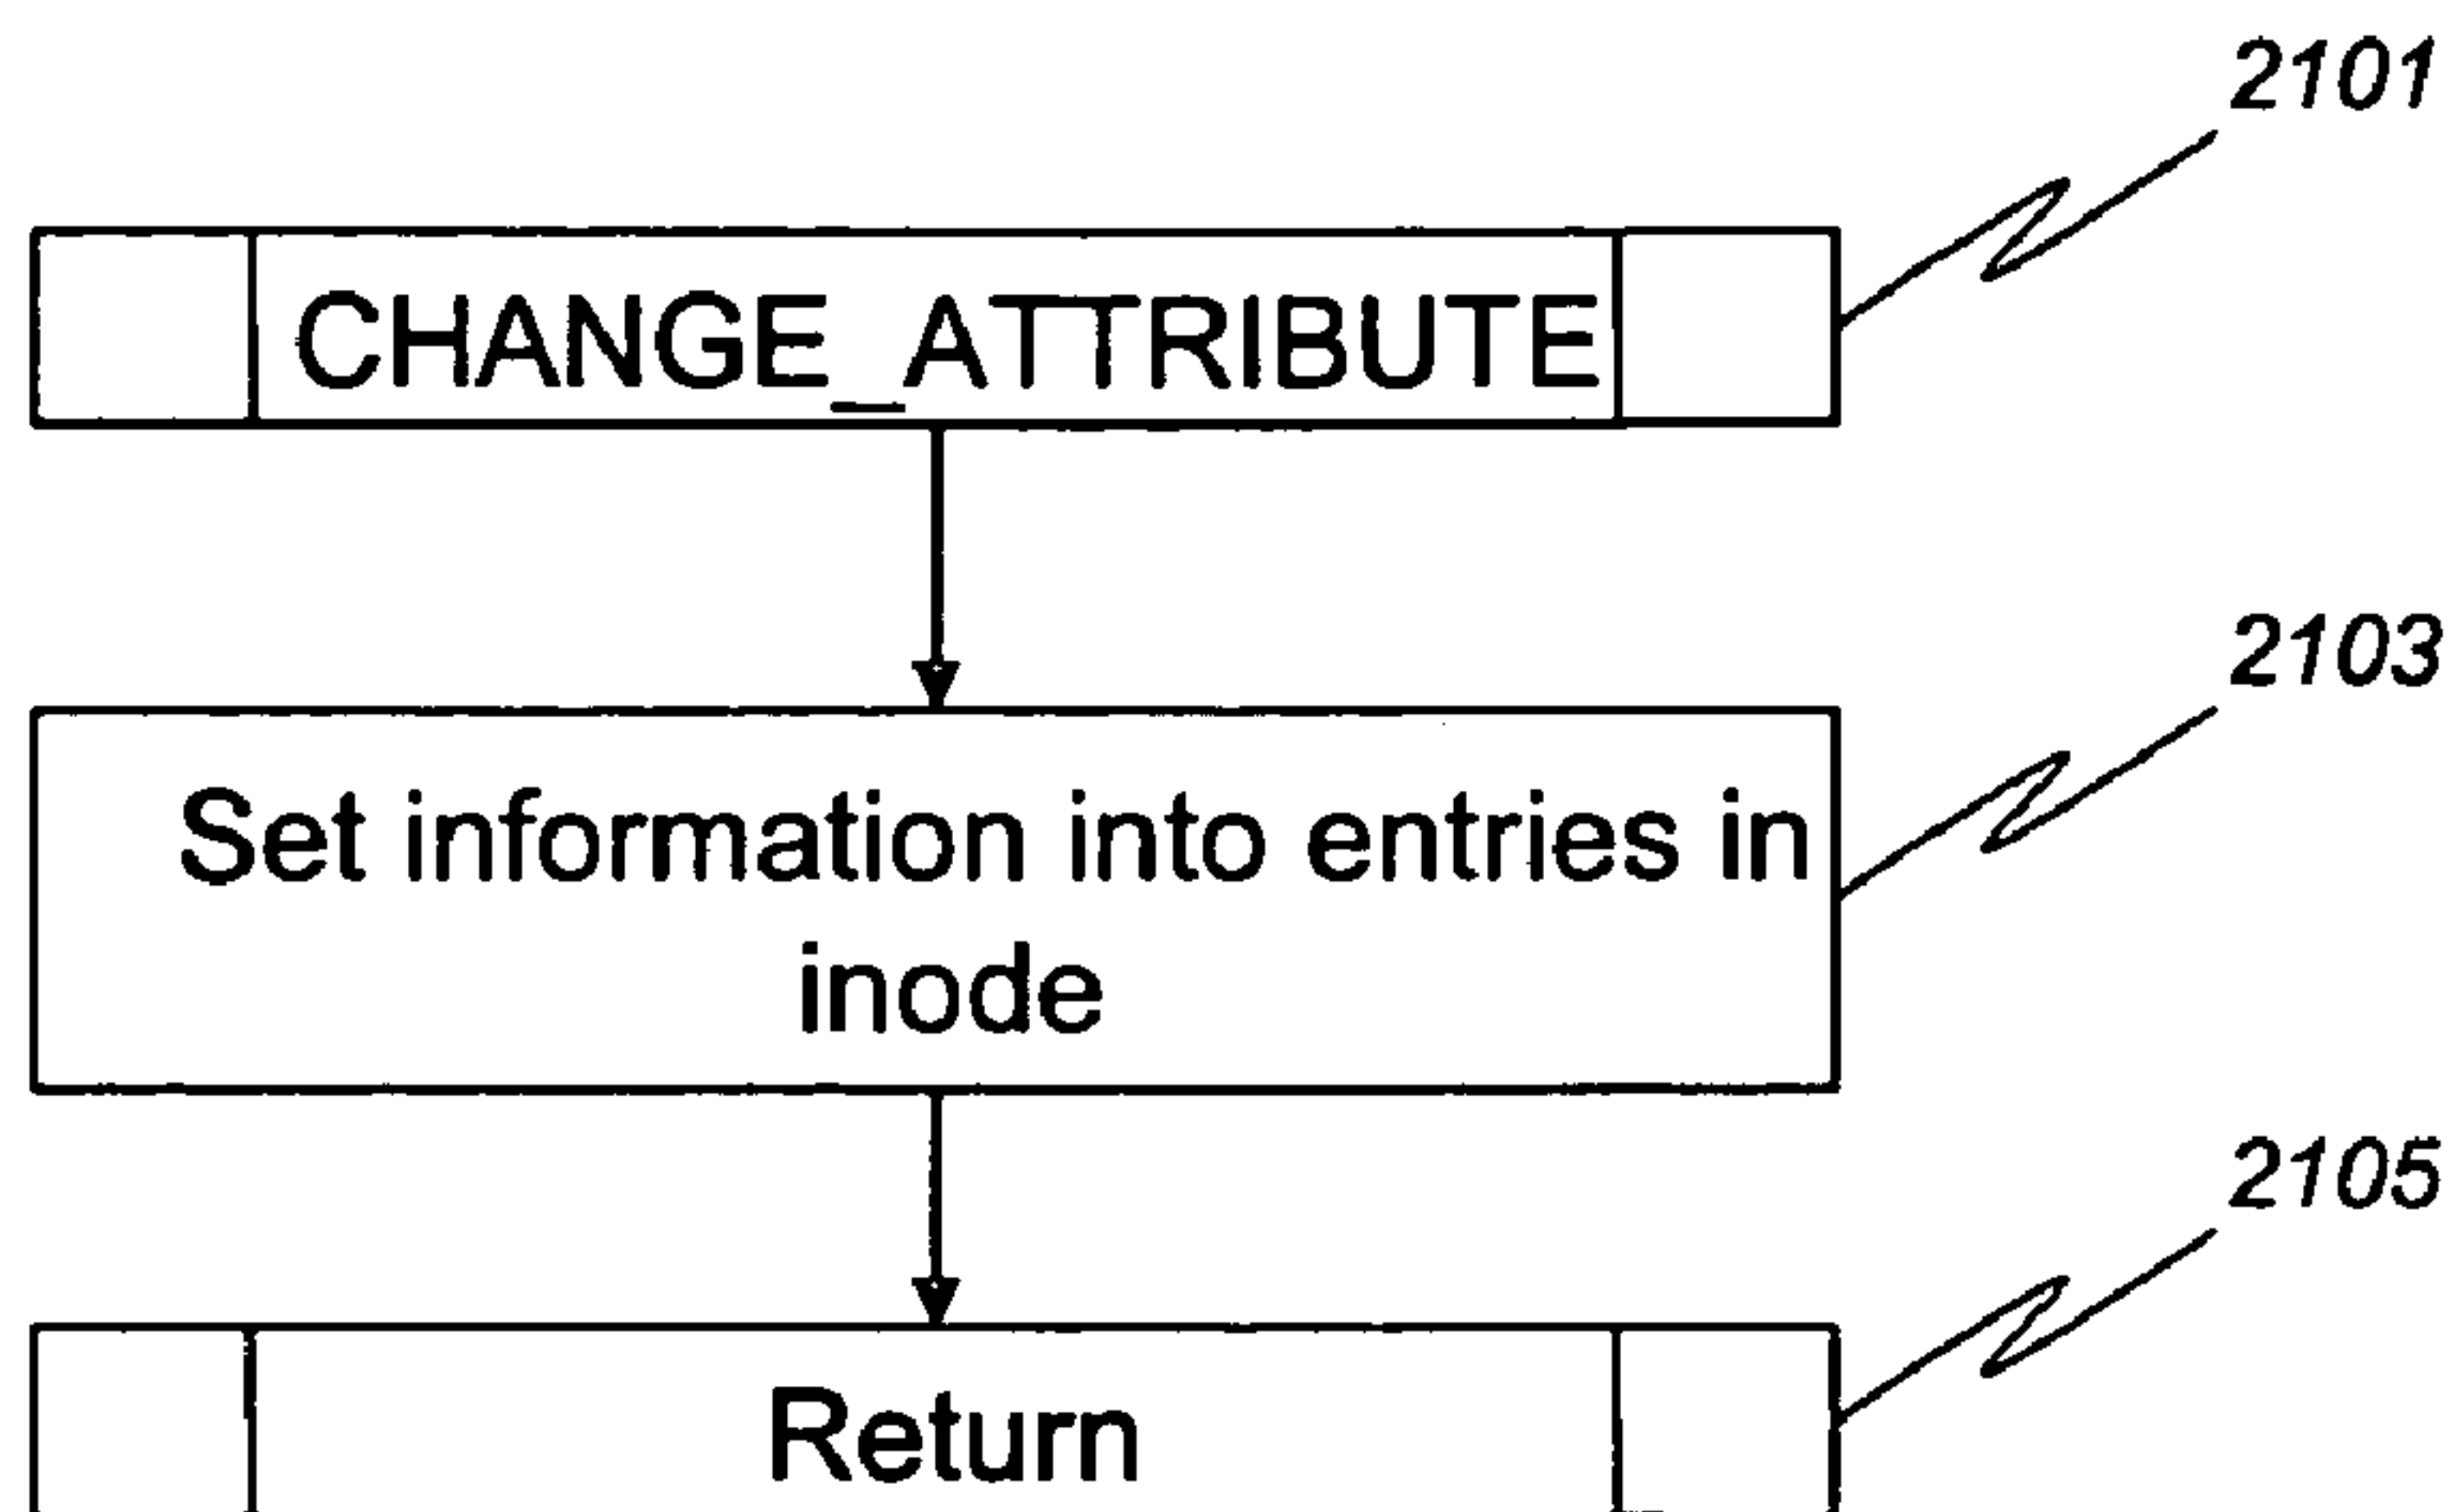 2101
CHANGE_ATTRIBUTE
2103
Set information into entries in
inode
2105
Return